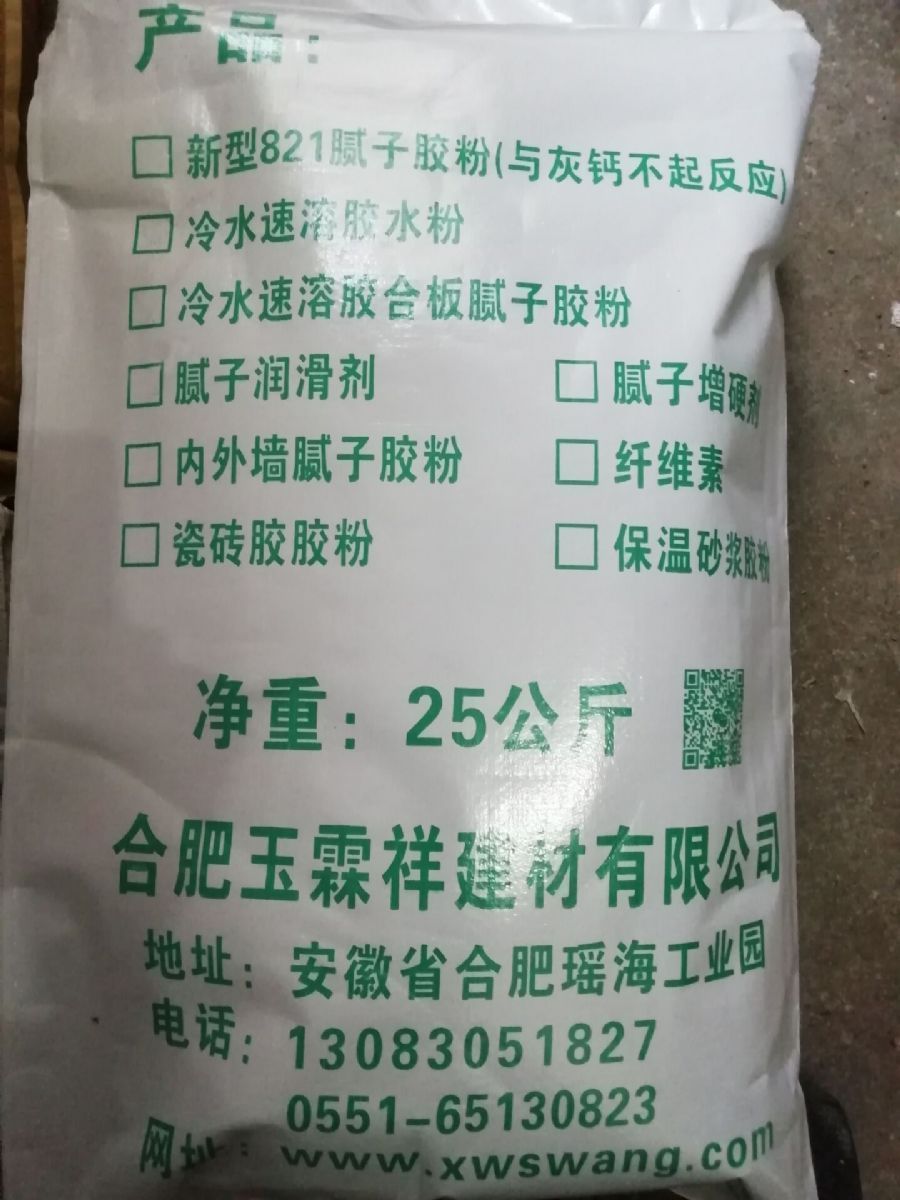 产品：
□新型821腻子胶粉(与灰钙不起反应)
□冷水速溶胶水粉
□冷水速溶胶合板腻子胶粉
□腻子润滑剂 □腻子增硬剂
□内外墙腻子胶粉 □纤维素
□瓷砖胶胶粉 □保温砂浆胶粉
净重：25公斤
合肥玉霖祥建材有限公司
地址：安徽省合肥瑶海工业园
电话：13083051827
0551-65130823
网址：www.xwswang.com